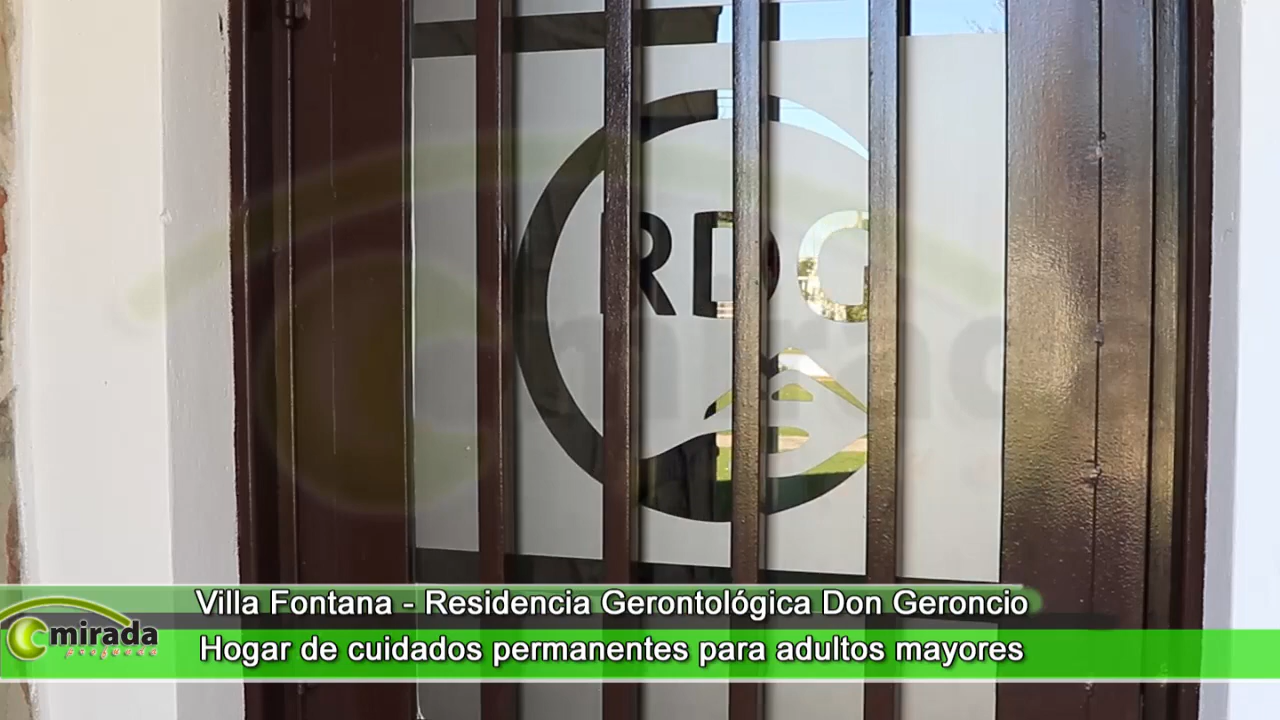 RDG
Villa Fontana - Residencia Gerontológica Don Geroncio
mirada
Hogar de cuidados permanentes para adultos mayores